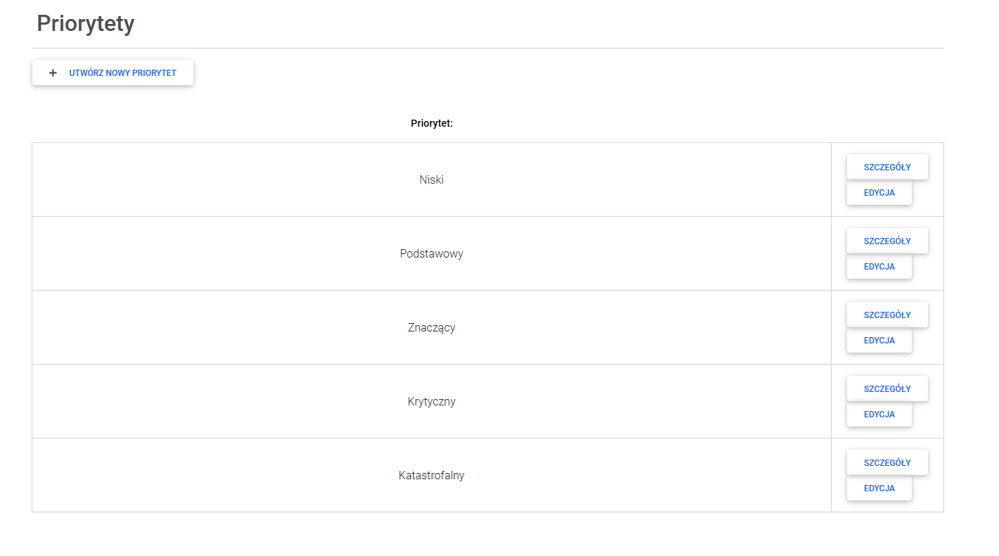 Priorytety
+ UTWÓRZ NOWY PRIORYTET
Priorytet:
Niski
SZCZEGÓŁY
EDYCJA
Podstawowy
SZCZEGÓŁY
EDYCJA
Znaczący
SZCZEGÓŁY
EDYCJA
Krytyczny
SZCZEGÓŁY
EDYCJA
Katastrofalny
SZCZEGÓŁY
EDYCJA